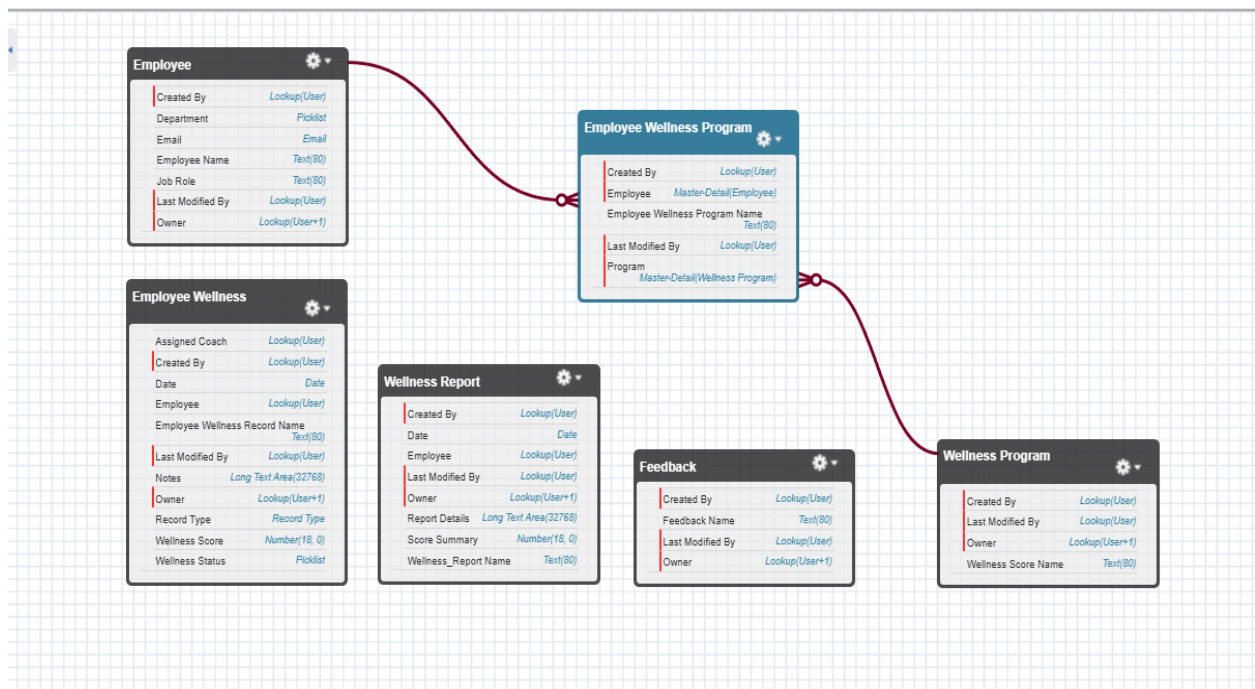 Employee
Created By Lookup(User)
Department Picklist
Email Email
Employee Name Text(80)
Job Role Text(80)
Last Modified By Lookup(User)
Owner Lookup(User+1)
Employee Wellness Program
Created By Lookup(User)
Employee Master-Detail(Employee)
Employee Wellness Program Name
Text(80)
Last Modified By Lookup(User)
Program
Master-Detail(Wellness Program)
Employee Wellness
Assigned Coach Lookup(User)
Created By Lookup(User)
Date Date
Employee Lookup(User)
Employee Wellness Record Name
Text(80)
Last Modified By Lookup(User)
Notes Long Text Area(32768)
Owner Lookup(User+1)
Record Type Record Type
Wellness Score Number(18, 0)
Wellness Status Picklist
Wellness Report
Created By Lookup(User)
Date Date
Employee Lookup(User)
Last Modified By Lookup(User)
Owner Lookup(User+1)
Report Details Long Text Area(32768)
Score Summary Number(18, 0)
Wellness_Report Name Text(80)
Feedback
Created By Lookup(User)
Feedback Name Text(80)
Last Modified By Lookup(User)
Owner Lookup(User+1)
Wellness Program
Created By Lookup(User)
Last Modified By Lookup(User)
Owner Lookup(User+1)
Wellness Score Name Text(80)